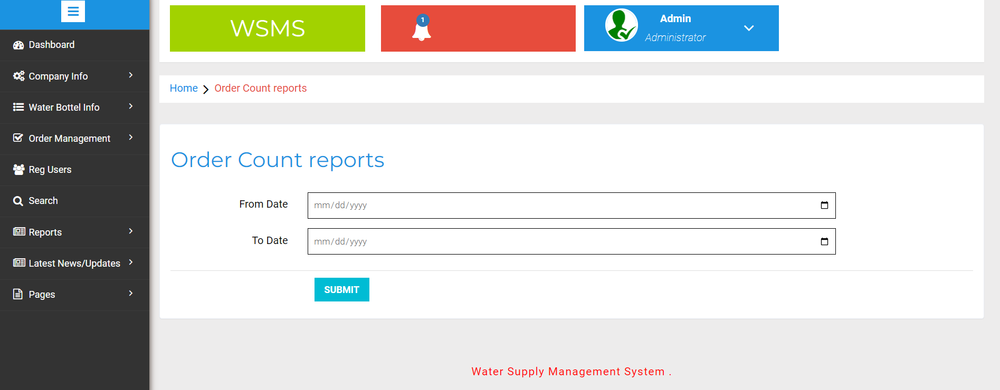 WSMS
1
Admin
Administrator
Dashboard
Company Info
Water Bottel Info
Order Management
Reg Users
Search
Reports
Latest News/Updates
Pages
Home
Order Count reports
Order Count reports
From Date
mm/dd/yyyy
To Date
mm/dd/yyyy
SUBMIT
Water Supply Management System .